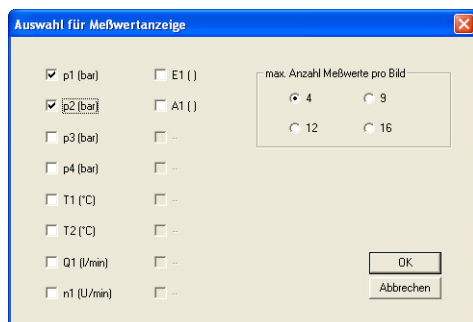 Auswahl für Meßwertanzeige
p1 (bar)
E1 ( )
p2 (bar)
A1 ( )
p3 (bar)
--
p4 (bar)
--
T1 (°C)
--
T2 (°C)
--
Q1 (l/min)
--
n1 (U/min)
--
max. Anzahl Meßwerte pro Bild
4
9
12
16
OK
Abbrechen